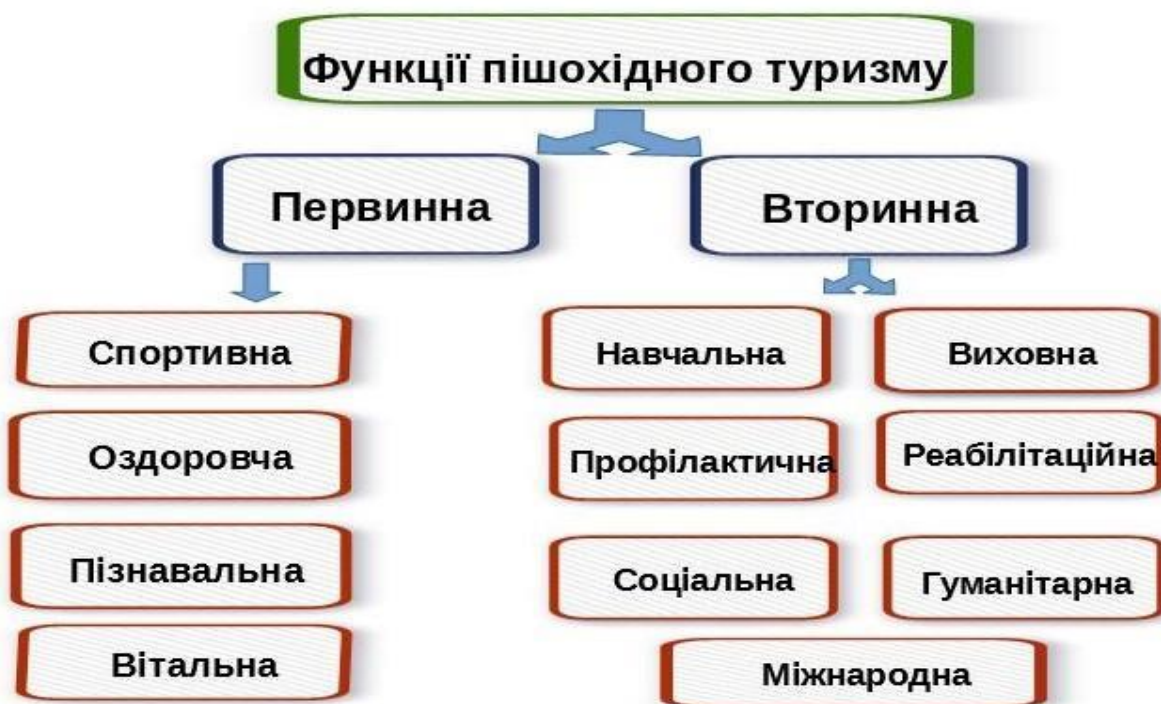 Функції пішохідного туризму
Первинна
Вторинна
Спортивна
Оздоровча
Пізнавальна
Вітальна
Навчальна
Виховна
Профілактична
Реабілітаційна
Соціальна
Гуманітарна
Міжнародна